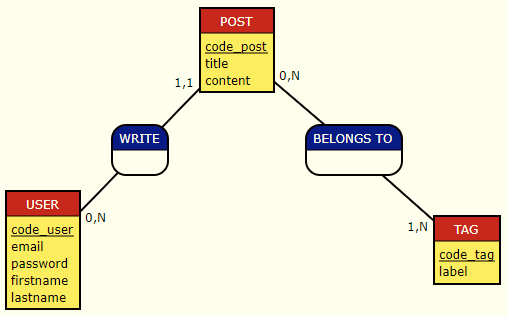 POST
code_post
title
content
1,1
0,N
WRITE
BELONGS TO
USER
code_user
email
password
firstname
lastname
0,N
1,N
TAG
code_tag
label